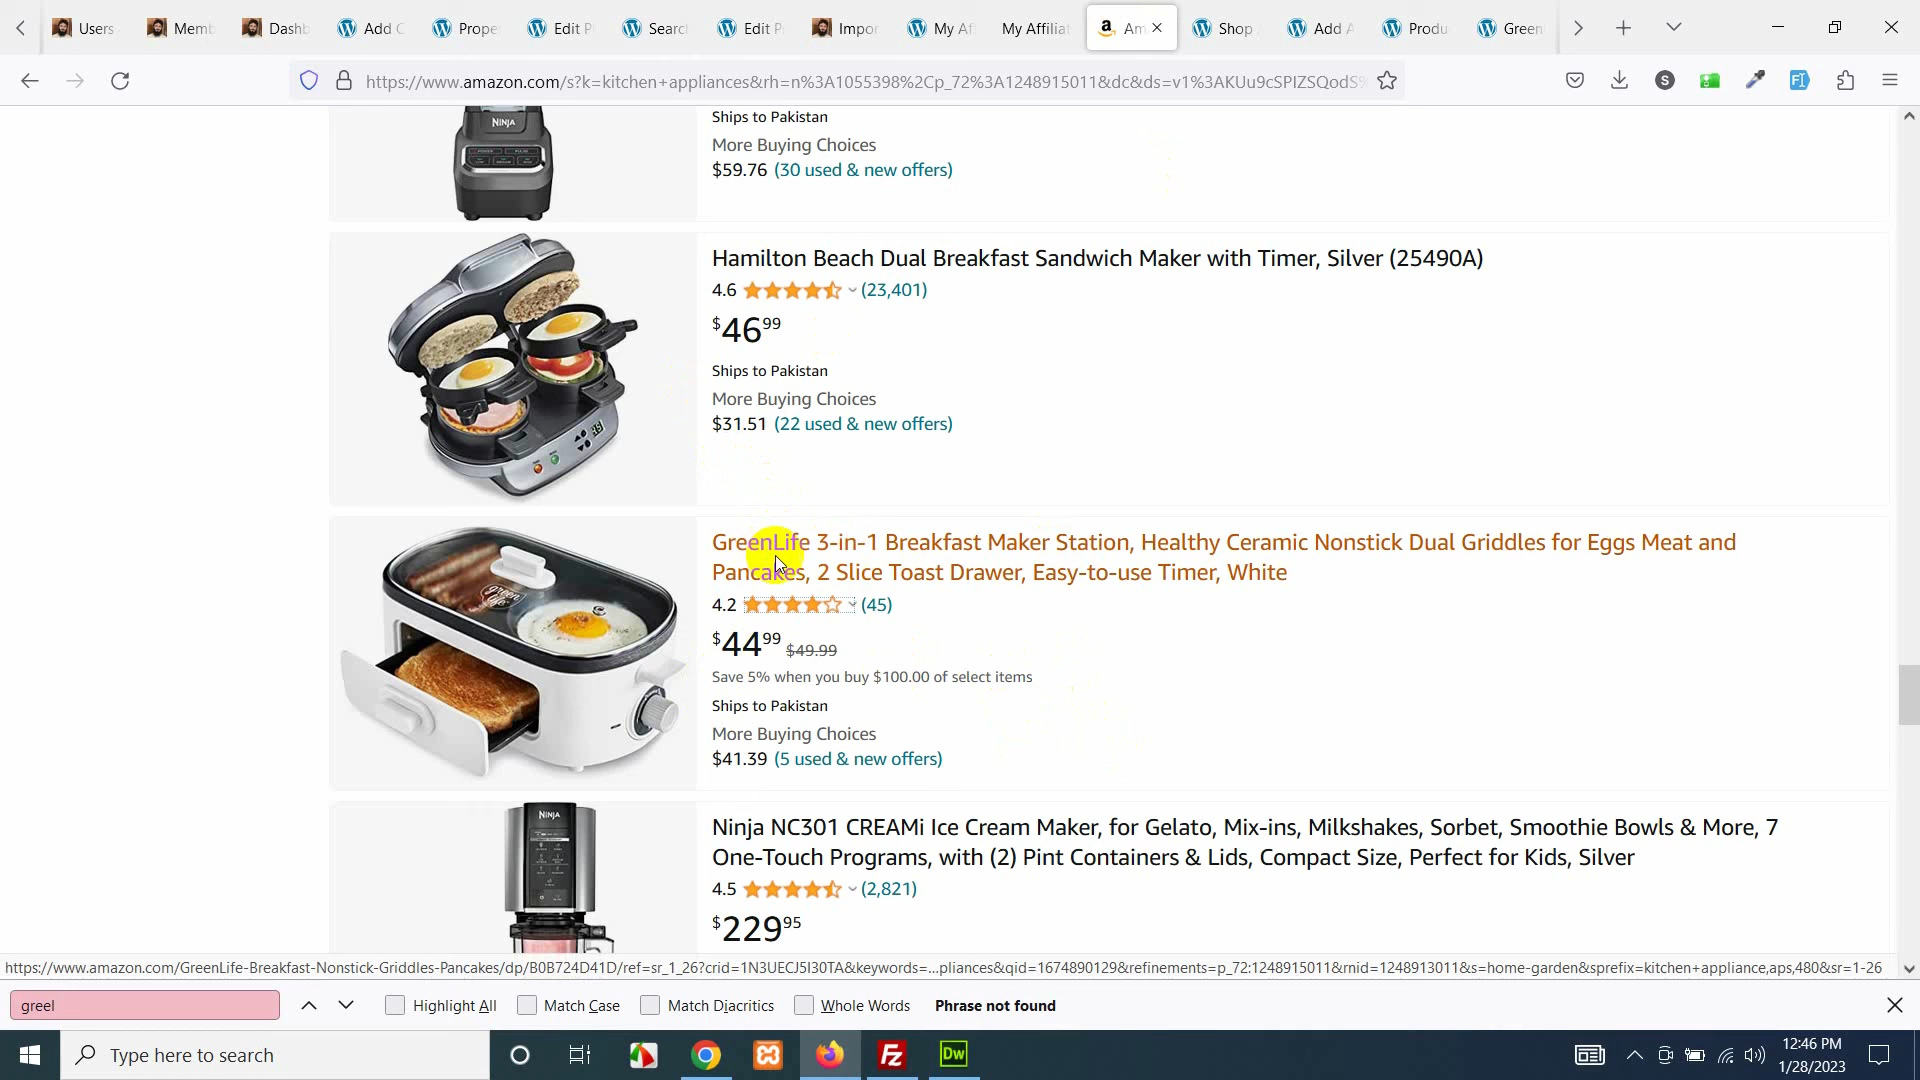 Users
Memb
Dashb
Add C
Proper
Edit P
Search
Edit P
Impor
My Af
My Affiliat
Am
Shop
Add A
Produ
Green
https://www.amazon.com/s?k=kitchen+appliances&rh=n%3A1055398%2Cp_72%3A1248915011&dc&ds=v1%3AKUu9cSPIZSQodS%
S
NINJA
Ships to Pakistan
More Buying Choices
$59.76 (30 used & new offers)
Hamilton Beach Dual Breakfast Sandwich Maker with Timer, Silver (25490A)
4.6 (23,401)
$46 99
Ships to Pakistan
More Buying Choices
$31.51 (22 used & new offers)
GreenLife 3-in-1 Breakfast Maker Station, Healthy Ceramic Nonstick Dual Griddles for Eggs Meat and
Pancakes, 2 Slice Toast Drawer, Easy-to-use Timer, White
4.2 (45)
$44 99 $49.99
Save 5% when you buy $100.00 of select items
Ships to Pakistan
More Buying Choices
$41.39 (5 used & new offers)
green life
NINJA
Ninja NC301 CREAMi Ice Cream Maker, for Gelato, Mix-ins, Milkshakes, Sorbet, Smoothie Bowls & More, 7
One-Touch Programs, with (2) Pint Containers & Lids, Compact Size, Perfect for Kids, Silver
4.5 (2,821)
$229 95
https://www.amazon.com/GreenLife-Breakfast-Nonstick-Griddles-Pancakes/dp/B0B724D41D/ref=sr_1_26?crid=1N3UECJ5I30TA&keywords=...pliances&qid=1674890129&refinements=p_72:1248915011&rnid=1248913011&s=home-garden&sprefix=kitchen+appliance,aps,480&sr=1-26
greel
Highlight All
Match Case
Match Diacritics
Whole Words
Phrase not found
Type here to search
Fz
Dw
12:46 PM
1/28/2023